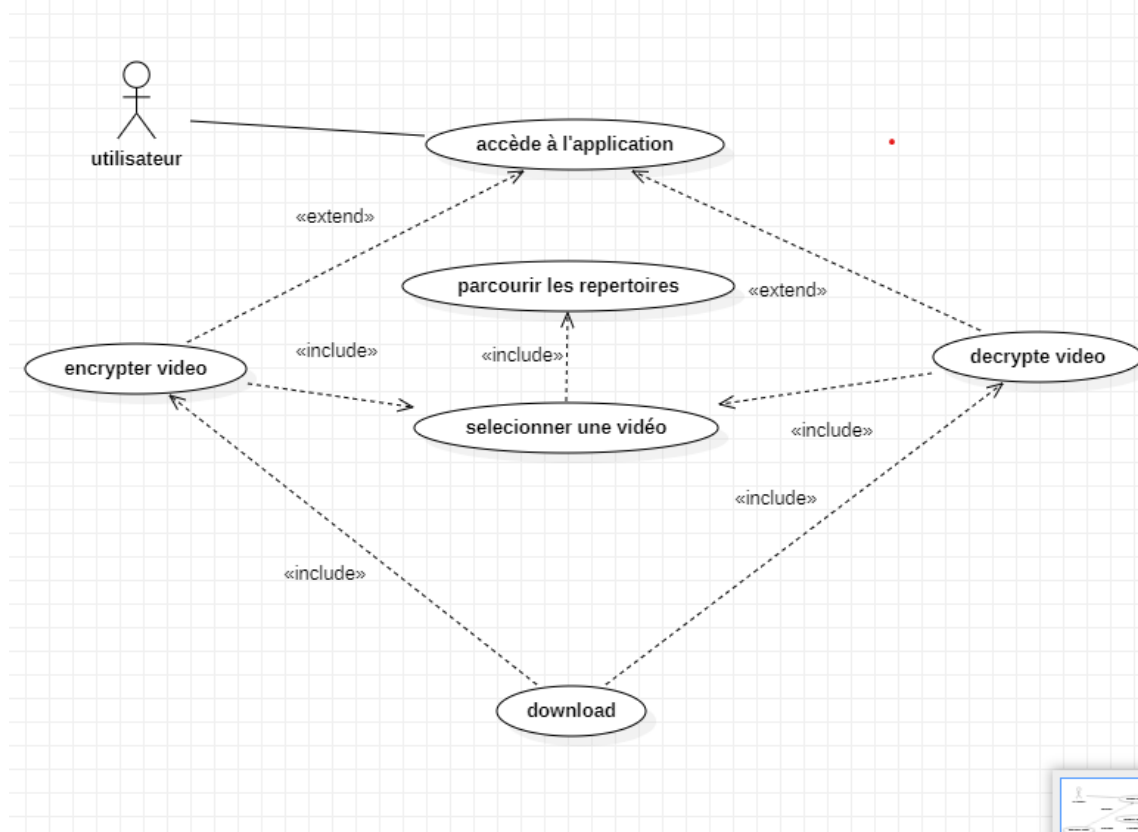 utilisateur
accède à l'application
«extend»
parcourir les repertoires
«extend»
encrypter video
«include»
«include»
decrypte video
selecionner une vidéo
«include»
«include»
«include»
download